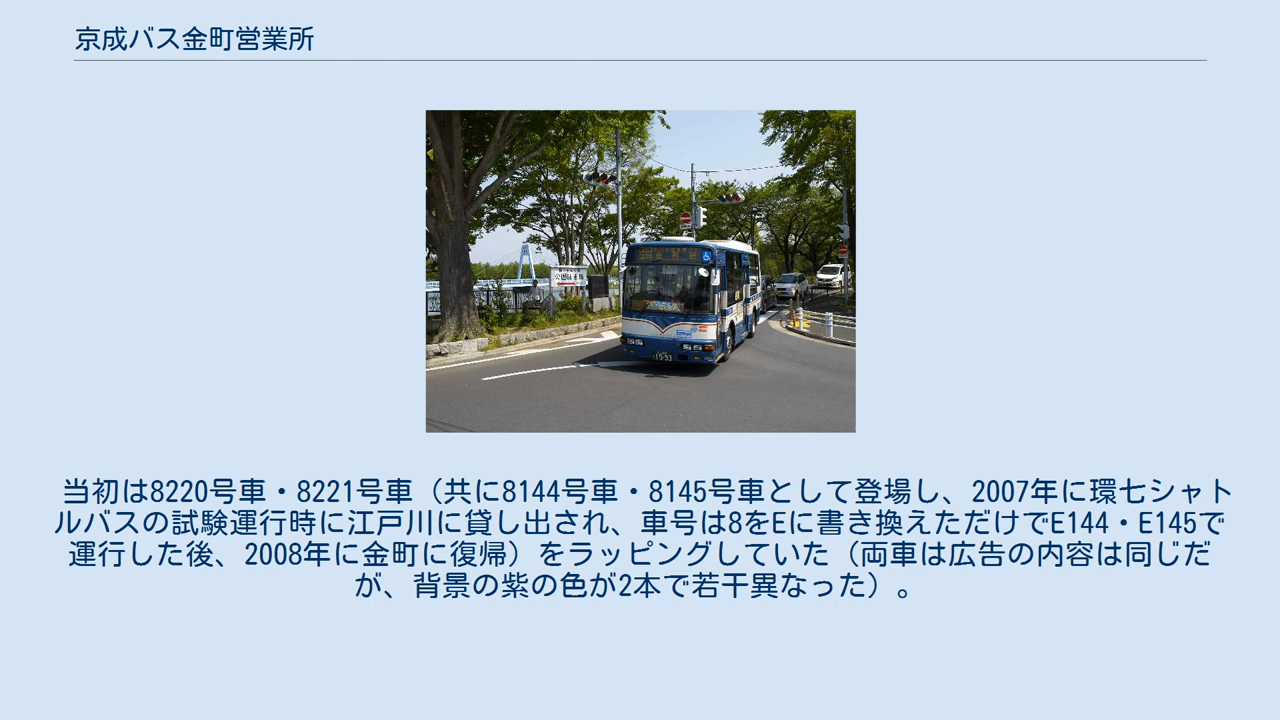 京成バス金町営業所
1593
当初は8220号車・8221号車（共に8144号車・8145号車として登場し、2007年に環七シャト
ルバスの試験運行時に江戸川に貸し出され、車号は8をEに書き換えただけでE144・E145で
運行した後、2008年に金町に復帰）をラッピングしていた（両車は広告の内容は同じだ
が、背景の紫の色が2本で若干異なった）。